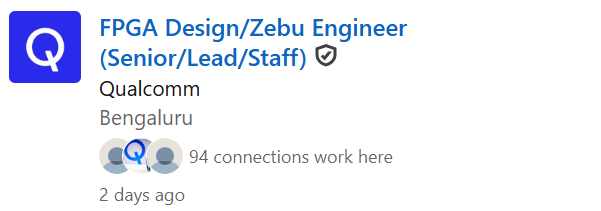 FPGA Design/Zebu Engineer
(Senior/Lead/Staff)
Qualcomm
Bengaluru
94 connections work here
2 days ago